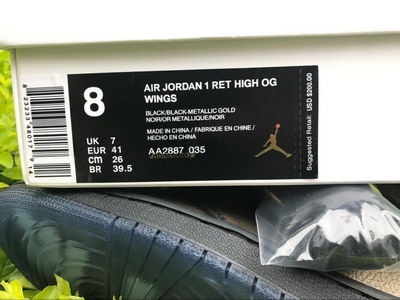 8
AIR JORDAN 1 RET HIGH OG
WINGS
BLACK/BLACK-METALLIC GOLD
NOIR/OR METALLIQUE/NOIR
MADE IN CHINA / FABRIQUE EN CHINE /
HECHO EN CHINA
AA2887 035
UK 7
EUR 41
cm 26
BR 39.5
Suggested Retail: USD $200.00